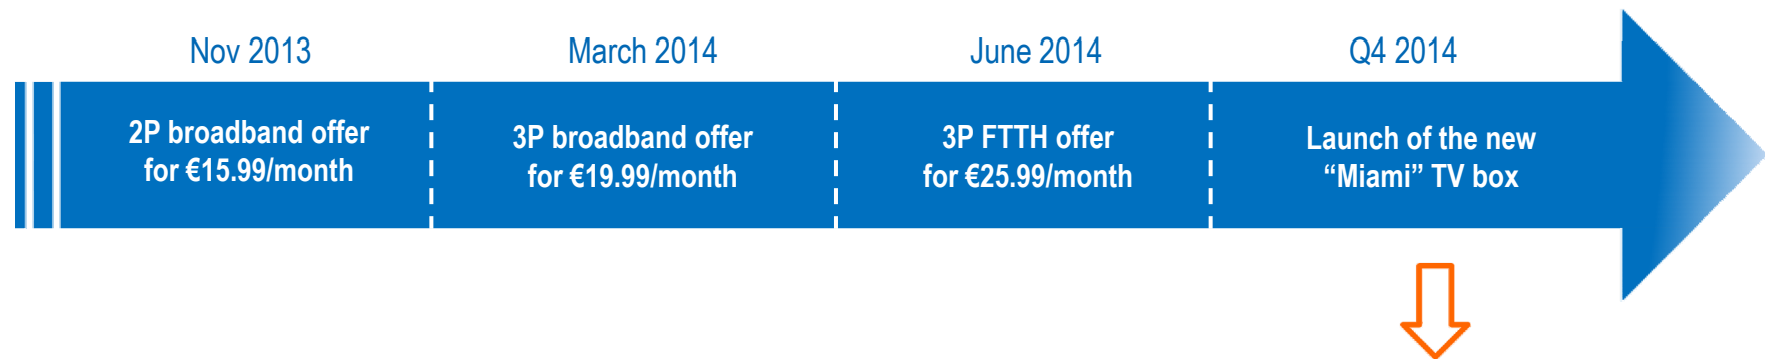 Nov 2013
March 2014
June 2014
Q4 2014
2P broadband offer
for €15.99/month
3P broadband offer
for €19.99/month
3P FTTH offer
for €25.99/month
Launch of the new
“Miami” TV box